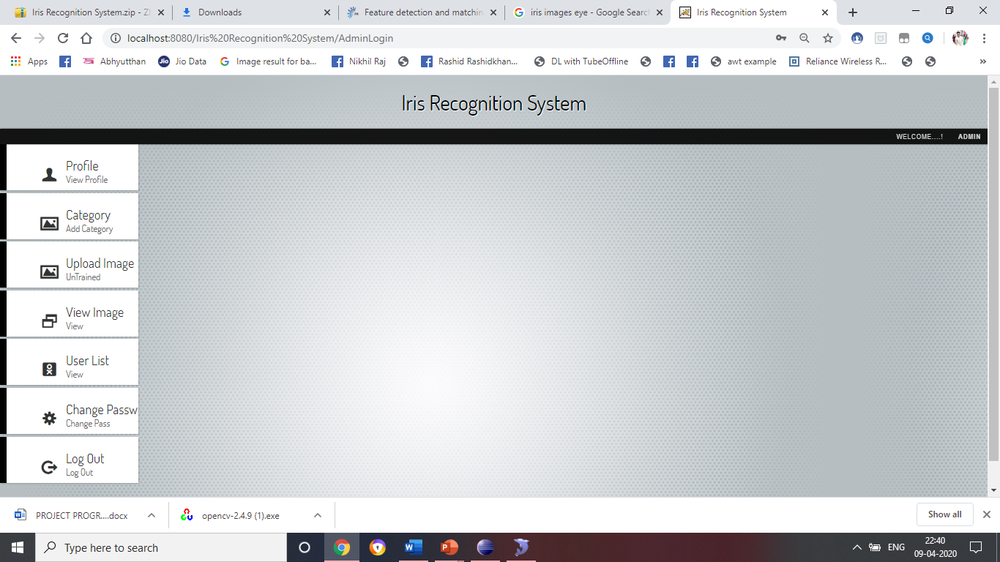 Iris Recognition System.zip - Z
Downloads
Feature detection and matchin
iris images eye - Google Searc
Iris Recognition System
localhost:8080/Iris%20Recognition%20System/AdminLogin
Apps
Abhyutthan
Jio
Jio Data
Image result for ba...
Nikhil Raj
Rashid Rashidkhan...
DL with TubeOffline
awt example
Reliance Wireless R...
»
Iris Recognition System
WELCOME....! ADMIN
Profile
View Profile
Category
Add Category
Upload Image
UnTrained
View Image
View
User List
View
Change Passw
Change Pass
Log Out
Log Out
PROJECT PROGR....docx
opencv-2.4.9 (1).exe
Show all
Type here to search
ENG
22:40
09-04-2020